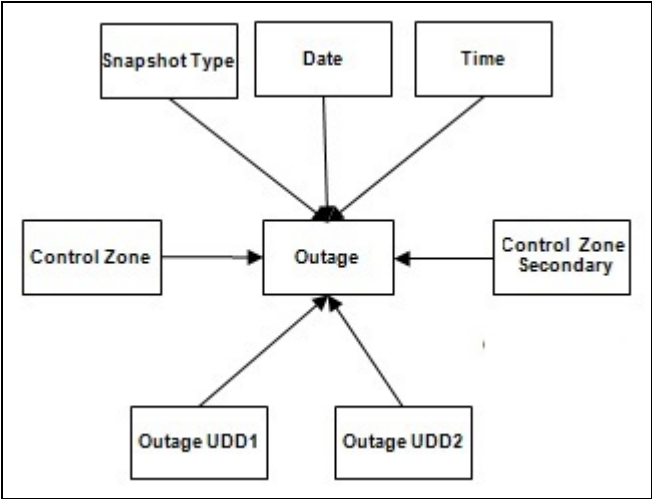 Snapshot Type
Date
Time
Control Zone
Outage
Control Zone
Secondary
Outage UDD1
Outage UDD2